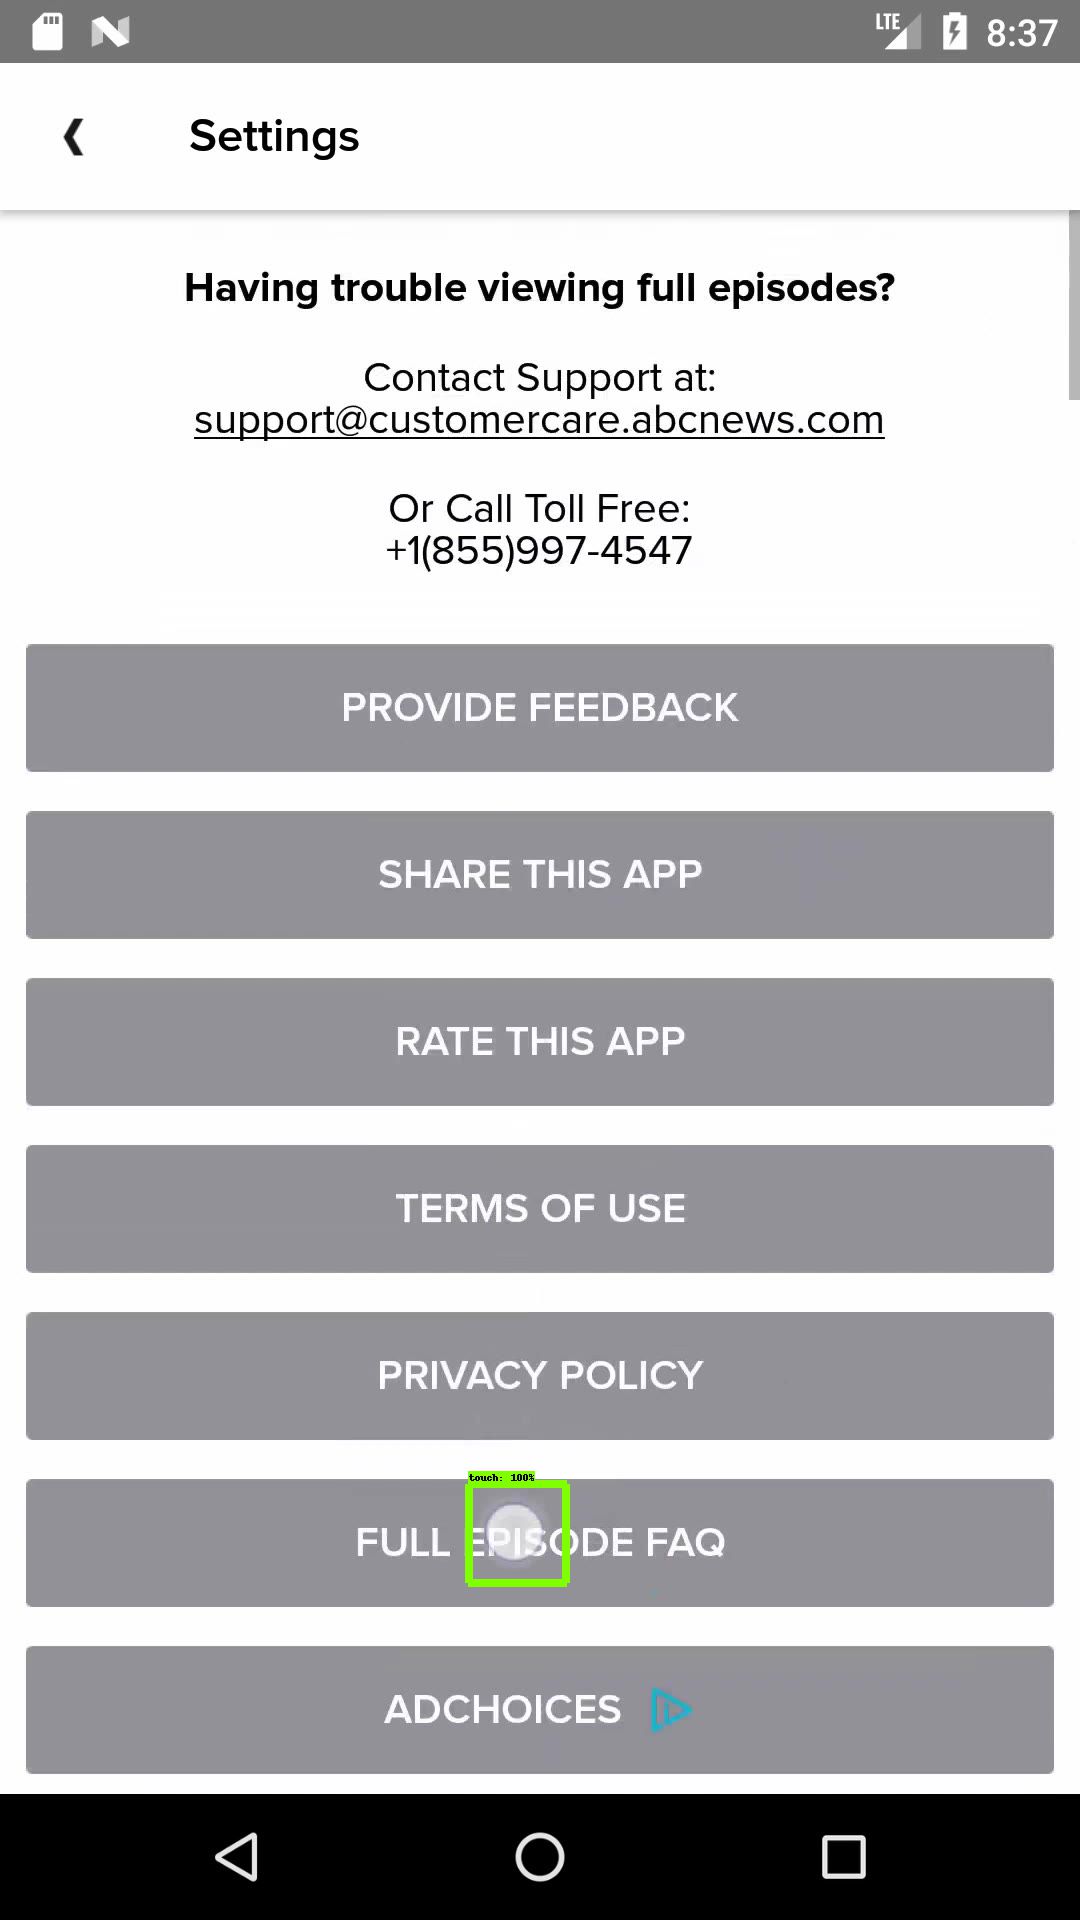 LTE 8:37
Settings
Having trouble viewing full episodes?
Contact Support at:
support@customercare.abcnews.com
Or Call Toll Free:
+1(855)997-4547
PROVIDE FEEDBACK
SHARE THIS APP
RATE THIS APP
TERMS OF USE
PRIVACY POLICY
touch: 100%
FULL EPISODE FAQ
ADCHOICES